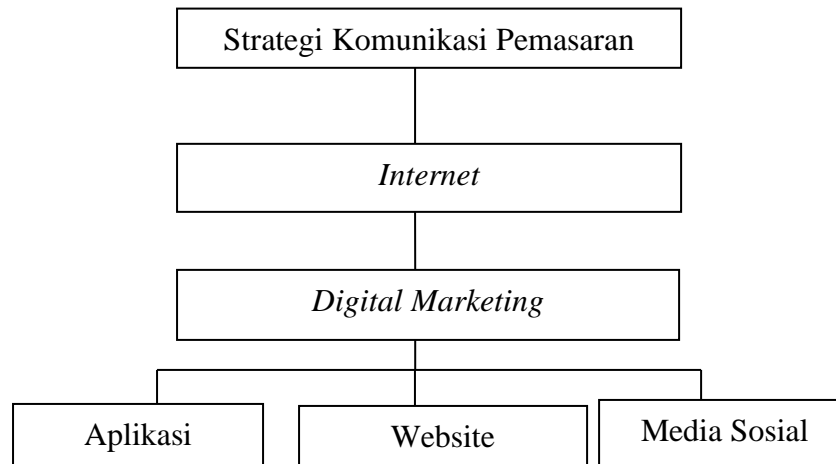 Strategi Komunikasi Pemasaran
Internet
Digital Marketing
Aplikasi
Website
Media Sosial